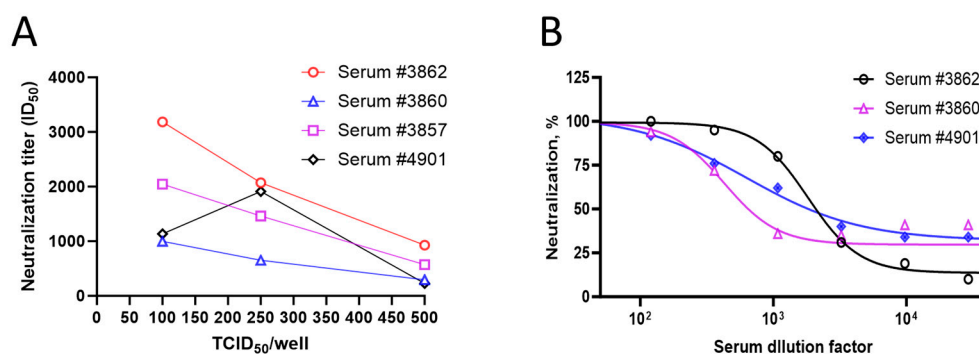 A
Neutralization titer (ID50)
4000
3000
2000
1000
0
0 50 100 150 200 250 300 350 400 450 500
TCID50/well
Serum #3862
Serum #3860
Serum #3857
Serum #4901
B
Neutralization, %
125
100
75
50
25
0
10² 10³ 10⁴
Serum dilution factor
Serum #3862
Serum #3860
Serum #4901